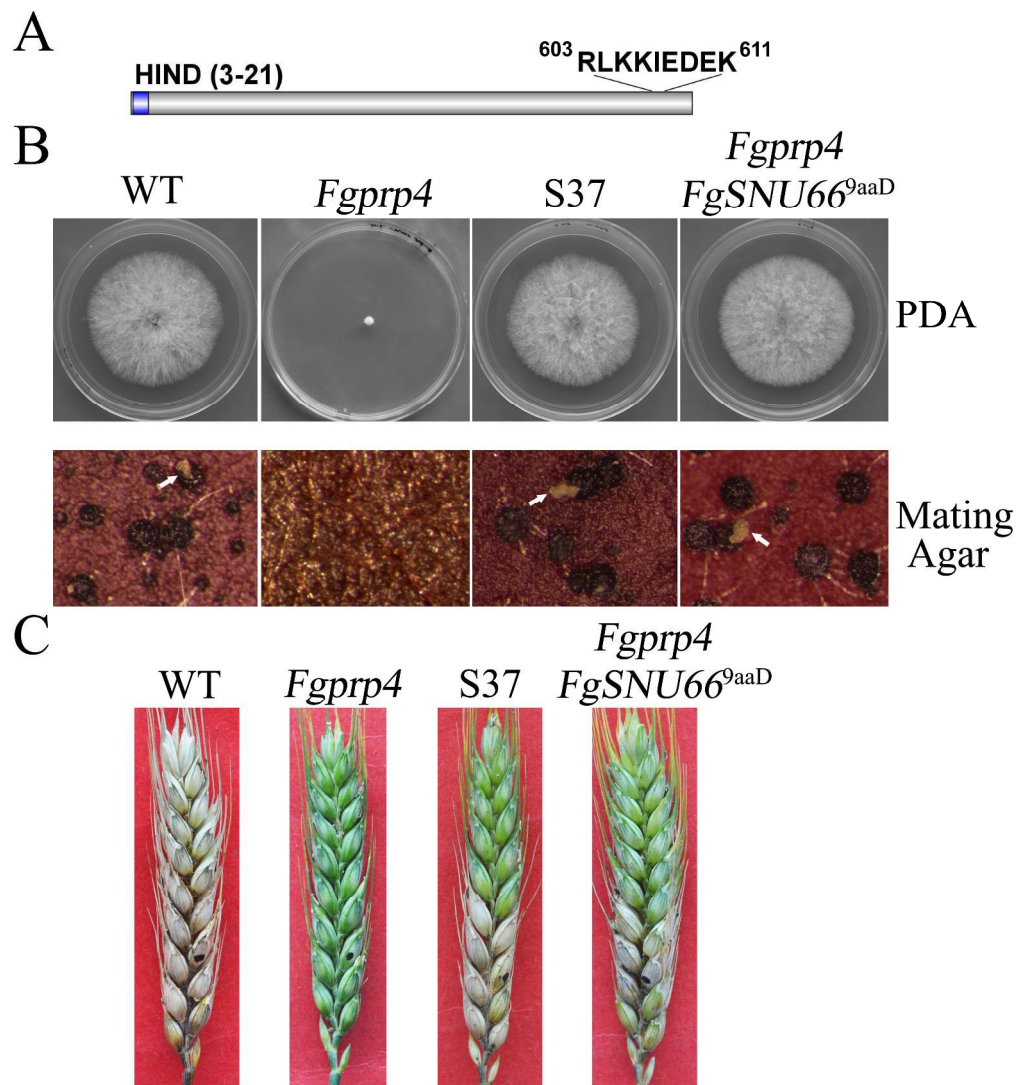 A
HIND (3-21)
603RLKKIEDEK611
B
WT
Fgprp4
S37
Fgprp4
FgSNU669aaD
PDA
Mating
Agar
C
WT
Fgprp4
S37
Fgprp4
FgSNU669aaD